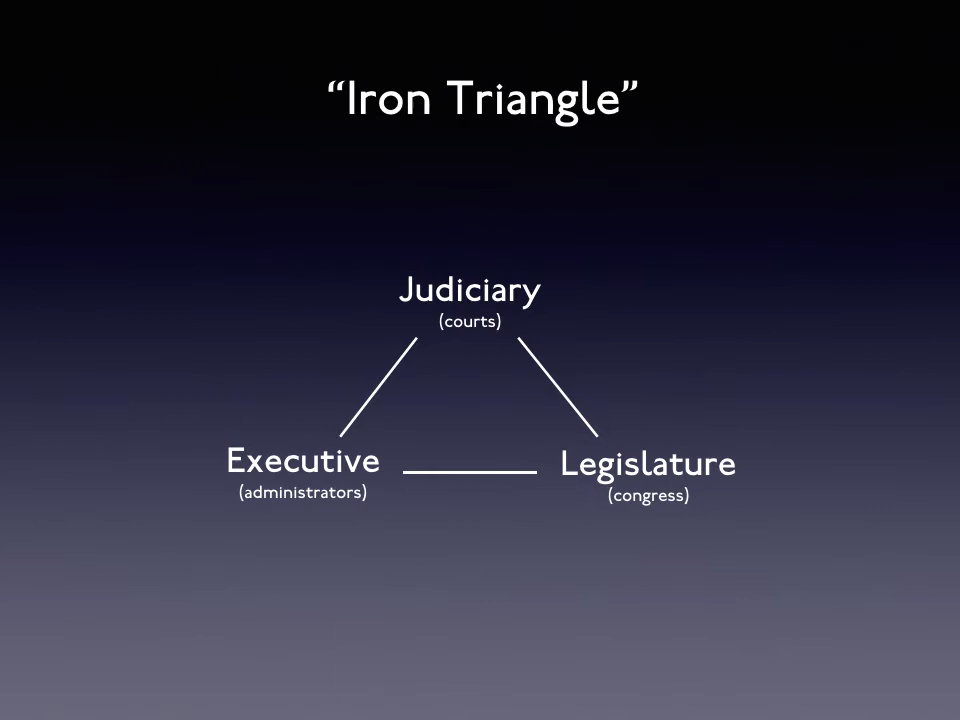 “Iron Triangle”
Judiciary
(courts)
Executive
(administrators)
Legislature
(congress)